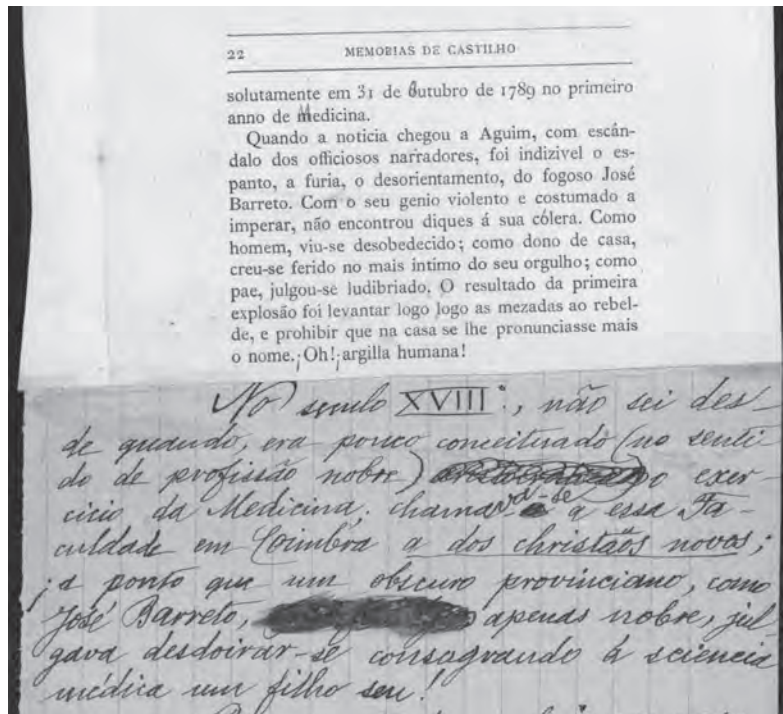 22 MEMORIAS DE CASTILHO
solutamente em 31 de Outubro de 1789 no primeiro
anno de Medicina.
Quando a noticia chegou a Aguim, com escân-
dalo dos officiosos narradores, foi indizivel o es-
panto, a furia, o desorientamento, do fogoso José
Barreto. Com o seu genio violento e costumado a
imperar, não encontrou diques á sua cólera. Como
homem, viu-se desobedecido; como dono de casa,
creu-se ferido no mais intimo do seu orgulho; como
pae, julgou-se ludibriado. O resultado da primeira
explosão foi levantar logo logo as mezadas ao rebel-
de, e prohibir que na casa se lhe pronunciasse mais
o nome. ¡Oh! ¡argilla humana!
No seculo XVIII.º, não sei des-
de quando, era pouco conceituado (no senti-
do de profissão nobre) o exer-
cicio da Medicina. chamava-se a essa Fa-
culdade em Coimbra a dos christãos novos;
¡a ponto que um obscuro provinciano, como
José Barreto, apenas nobre, jul-
gava desdoirar-se consagrando á sciencia
médica um filho seu!